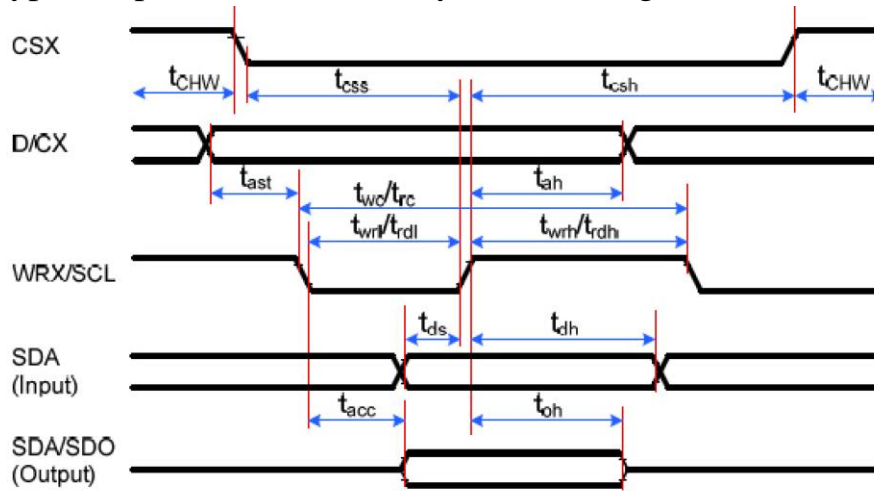 CSX
tCHW tcss tcsh tCHW
D/CX
tast twc/trc tah
twrl/trdl twrh/trdh
WRX/SCL
tds tdh
SDA
(Input)
tacc toh
SDA/SDO
(Output)